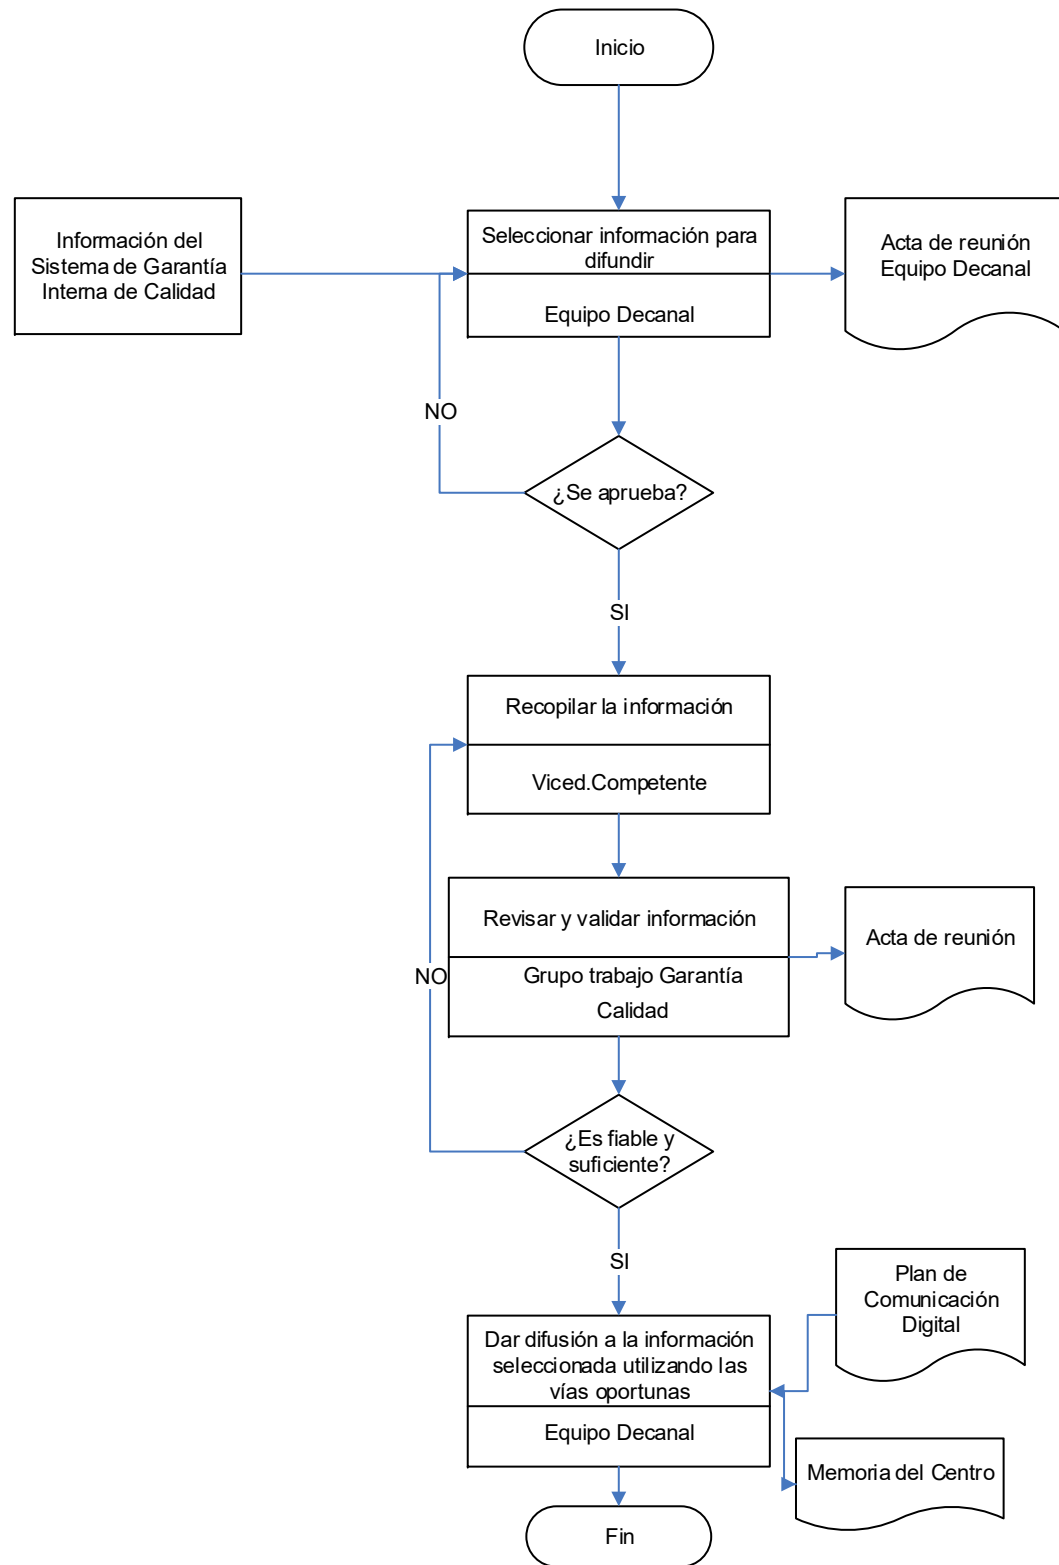 Inicio
Información del
Sistema de Garantía
Interna de Calidad
Seleccionar información para
difundir
Equipo Decanal
Acta de reunión
Equipo Decanal
NO
¿Se aprueba?
SI
Recopilar la información
Viced.Competente
Revisar y validar información
Grupo trabajo Garantía
Calidad
Acta de reunión
NO
¿Es fiable y
suficiente?
SI
Plan de
Comunicación
Digital
Dar difusión a la información
seleccionada utilizando las
vías oportunas
Equipo Decanal
Memoria del Centro
Fin